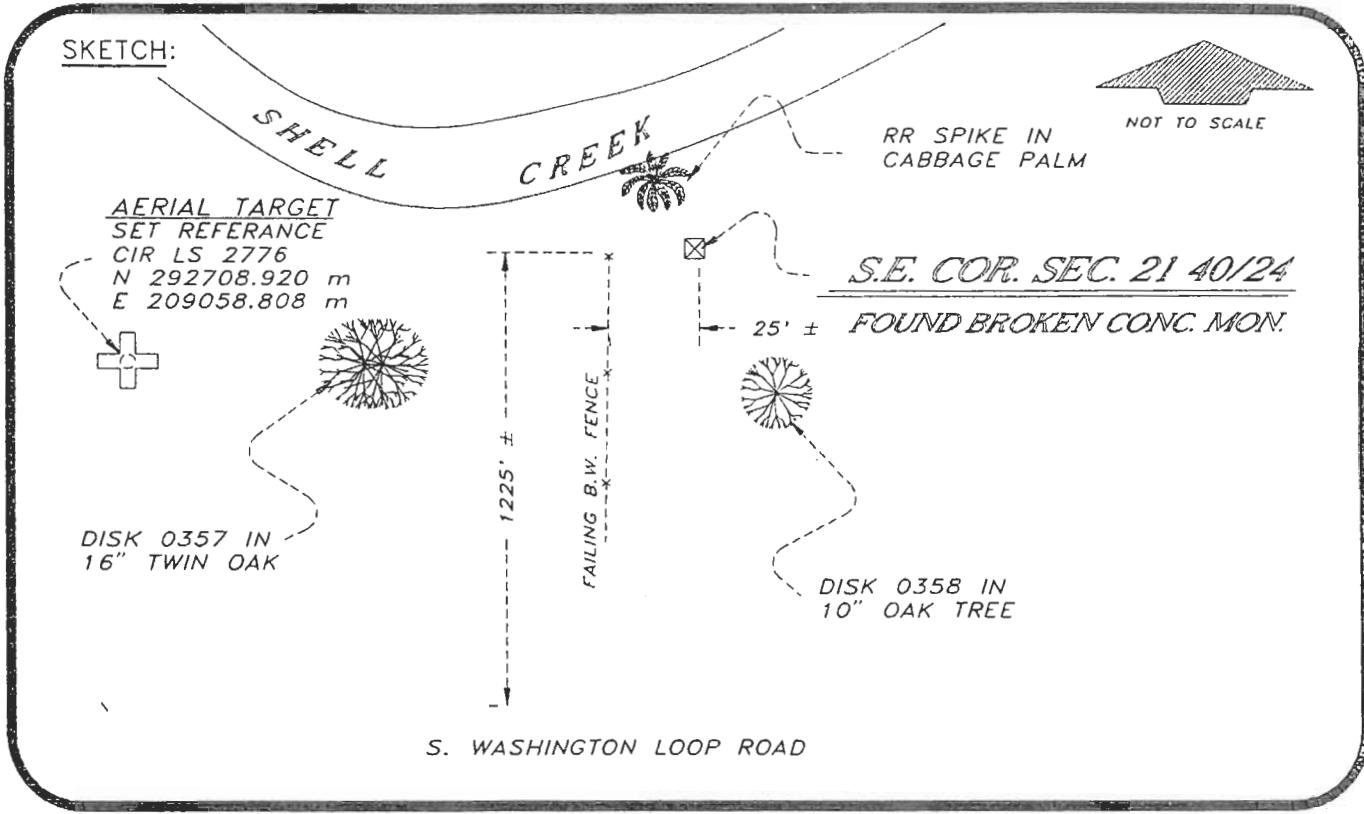 SKETCH:
SHELL CREEK
NOT TO SCALE
RR SPIKE IN
CABBAGE PALM
AERIAL TARGET
SET REFERANCE
CIR LS 2776
N 292708.920 m
E 209058.808 m
S.E. COR. SEC. 21 40/24
25' ±
FOUND BROKEN CONC. MON.
1225' ±
FAILING B.W. FENCE
DISK 0357 IN
16" TWIN OAK
DISK 0358 IN
10" OAK TREE
S. WASHINGTON LOOP ROAD